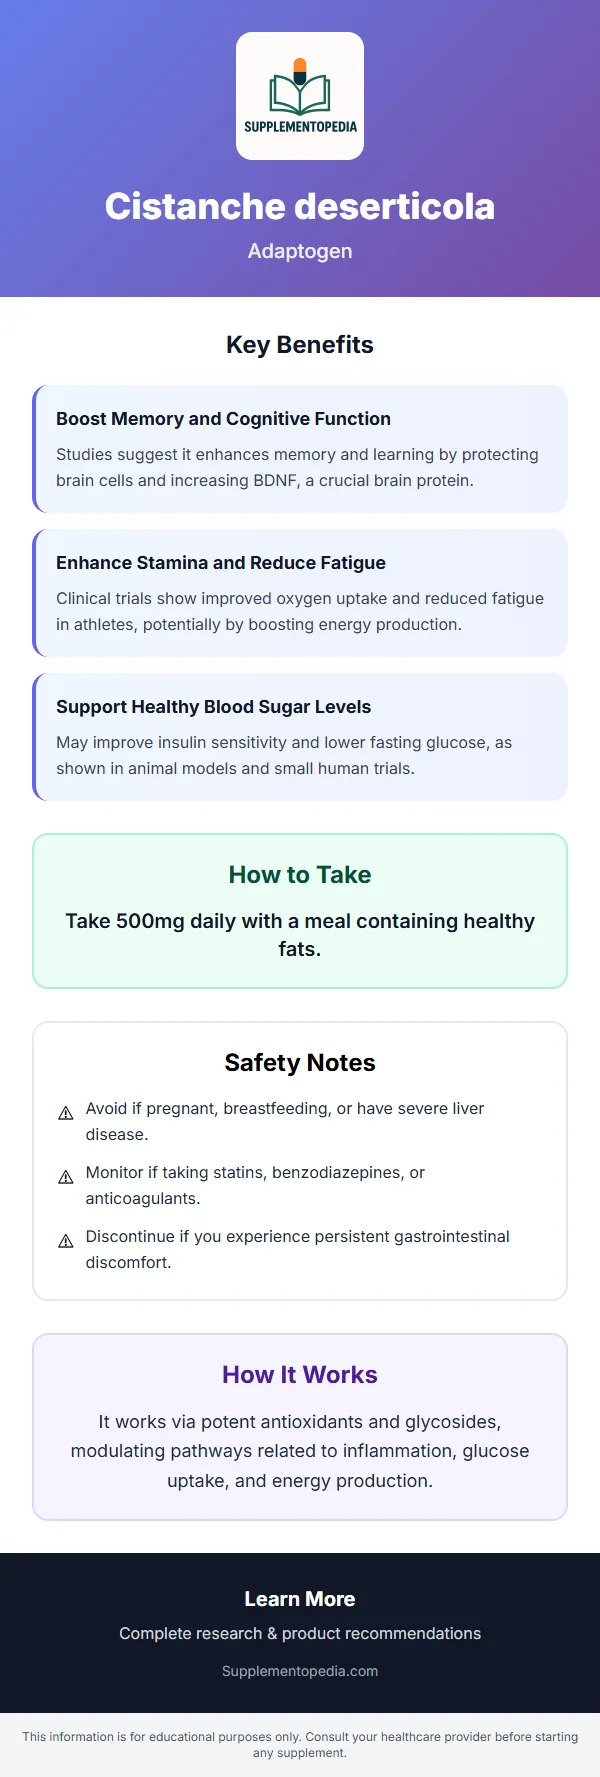 SUPPLEMENTOPEDIA
Cistanche deserticola
Adaptogen
Key Benefits
Boost Memory and Cognitive Function
Studies suggest it enhances memory and learning by protecting
brain cells and increasing BDNF, a crucial brain protein.
Enhance Stamina and Reduce Fatigue
Clinical trials show improved oxygen uptake and reduced fatigue
in athletes, potentially by boosting energy production.
Support Healthy Blood Sugar Levels
May improve insulin sensitivity and lower fasting glucose, as
shown in animal models and small human trials.
How to Take
Take 500mg daily with a meal containing healthy
fats.
Safety Notes
⚠ Avoid if pregnant, breastfeeding, or have severe liver
disease.
⚠ Monitor if taking statins, benzodiazepines, or
anticoagulants.
⚠ Discontinue if you experience persistent gastrointestinal
discomfort.
How It Works
It works via potent antioxidants and glycosides,
modulating pathways related to inflammation, glucose
uptake, and energy production.
Learn More
Complete research & product recommendations
Supplementopedia.com
This information is for educational purposes only. Consult your healthcare provider before starting
any supplement.